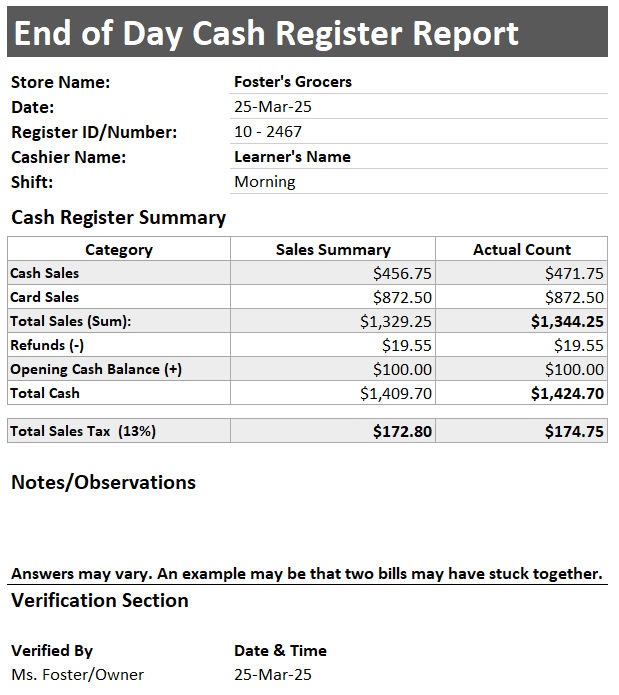 End of Day Cash Register Report
Store Name: Foster's Grocers
Date: 25-Mar-25
Register ID/Number: 10 - 2467
Cashier Name: Learner's Name
Shift: Morning
Cash Register Summary
Category Sales Summary Actual Count
Cash Sales $456.75 $471.75
Card Sales $872.50 $872.50
Total Sales (Sum): $1,329.25 $1,344.25
Refunds (-) $19.55 $19.55
Opening Cash Balance (+) $100.00 $100.00
Total Cash $1,409.70 $1,424.70
Total Sales Tax (13%) $172.80 $174.75
Notes/Observations
Answers may vary. An example may be that two bills may have stuck together.
Verification Section
Verified By Date & Time
Ms. Foster/Owner 25-Mar-25